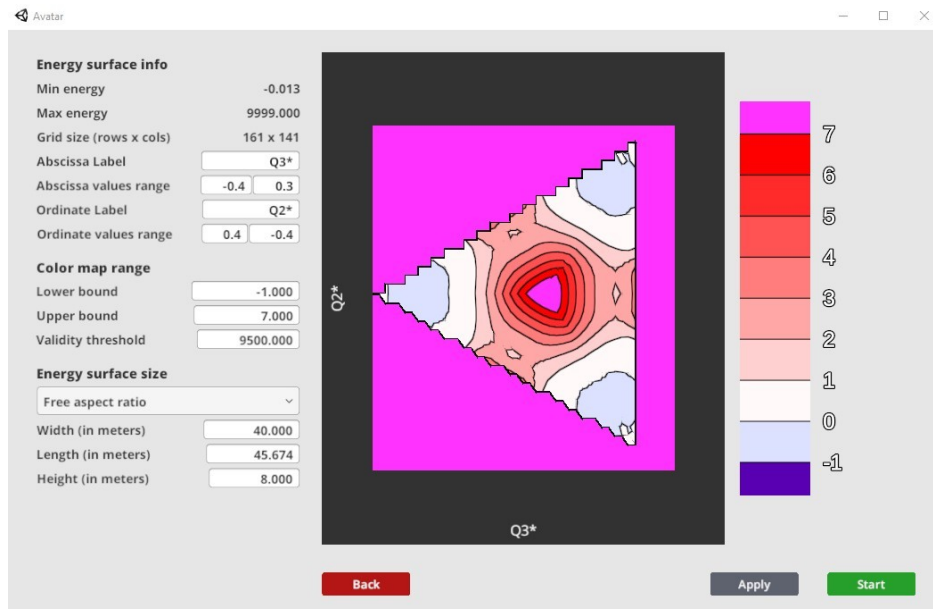 Avatar
Energy surface info
Min energy -0.013
Max energy 9999.000
Grid size (rows x cols) 161 x 141
Abscissa Label Q3*
Abscissa values range -0.4 0.3
Ordinate Label Q2*
Ordinate values range 0.4 -0.4
Color map range
Lower bound -1.000
Upper bound 7.000
Validity threshold 9500.000
Energy surface size
Free aspect ratio
Width (in meters) 40.000
Length (in meters) 45.674
Height (in meters) 8.000
Q2*
Q3*
7
6
5
4
3
2
1
0
-1
Back
Apply
Start